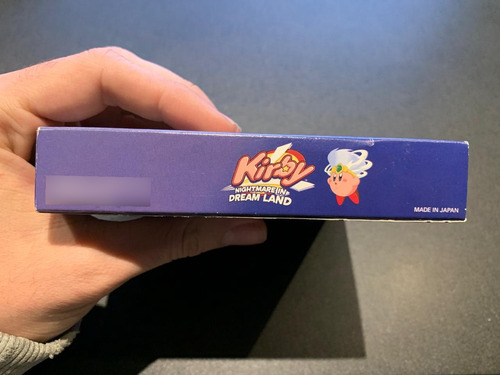 Kirby
NIGHTMARE IN
DREAM LAND
MADE IN JAPAN